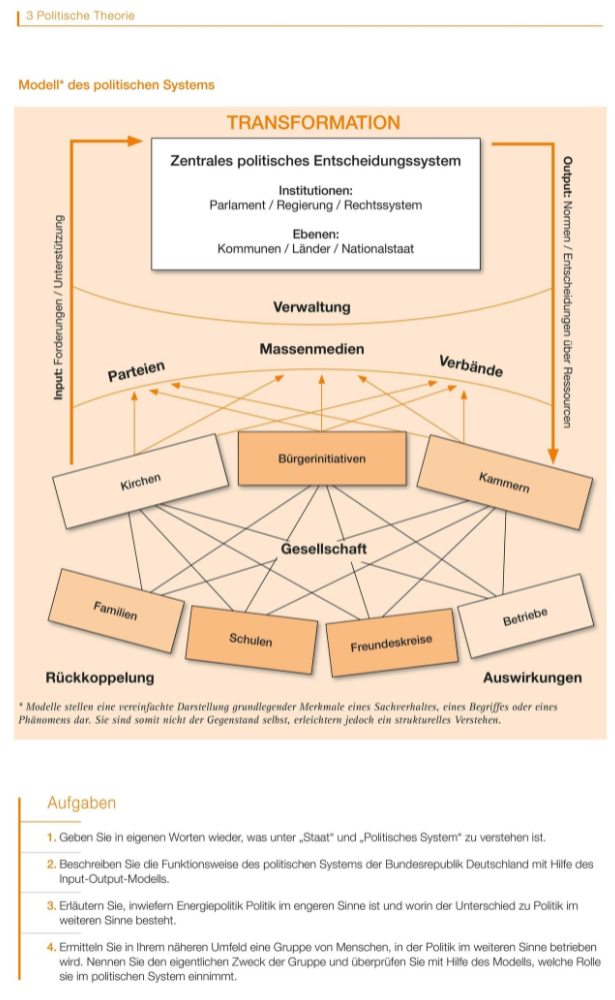 3 Politische Theorie
Modell* des politischen Systems
TRANSFORMATION
Zentrales politisches Entscheidungssystem
Institutionen:
Parlament / Regierung / Rechtssystem
Ebenen:
Kommunen / Länder / Nationalstaat
Input: Forderungen / Unterstützung
Output: Normen / Entscheidungen über Ressourcen
Verwaltung
Parteien
Massenmedien
Verbände
Kirchen
Bürgerinitiativen
Kammern
Gesellschaft
Familien
Schulen
Freundeskreise
Betriebe
Rückkoppelung
Auswirkungen
* Modelle stellen eine vereinfachte Darstellung grundlegender Merkmale eines Sachverhaltes, eines Begriffes oder eines
Phänomens dar. Sie sind somit nicht der Gegenstand selbst, erleichtern jedoch ein strukturelles Verstehen.
Aufgaben
1. Geben Sie in eigenen Worten wieder, was unter „Staat“ und „Politisches System“ zu verstehen ist.
2. Beschreiben Sie die Funktionsweise des politischen Systems der Bundesrepublik Deutschland mit Hilfe des
Input-Output-Modells.
3. Erläutern Sie, inwiefern Energiepolitik Politik im engeren Sinne ist und worin der Unterschied zu Politik im
weiteren Sinne besteht.
4. Ermitteln Sie in Ihrem näheren Umfeld eine Gruppe von Menschen, in der Politik im weiteren Sinne betrieben
wird. Nennen Sie den eigentlichen Zweck der Gruppe und überprüfen Sie mit Hilfe des Modells, welche Rolle
sie im politischen System einnimmt.